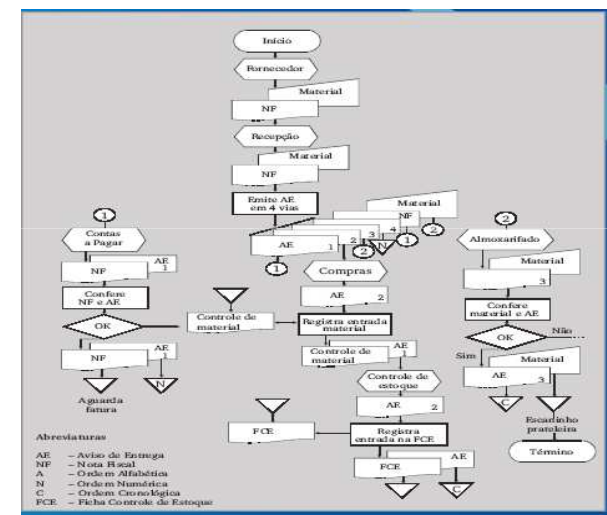 Início
Fornecedor
Material
NF
Recepção
Material
NF
Emite AE
em 4 vias
Material
NF
4
3
2
AE
1
N
1
2
2
1
1
Contas
a Pagar
AE
1
NF
Confere
NF e AE
OK
AE
1
NF
N
Aguarda
fatura
Compras
AE
2
Controle de
material
Registra entrada
material
Controle de
material
AE
1
Controle de
estoque
AE
2
FCE
Registra
entrada na FCE
AE
FCE
C
2
Almoxarifado
Material
3
Confere
material e AE
OK
Não
Sim
Material
AE
3
C
Escaninho
prateleira
Término
Abreviaturas
AE – Aviso de Entrega
NF – Nota Fiscal
A – Ordem Alfabética
N – Ordem Numérica
C – Ordem Cronológica
FCE – Ficha Controle de Estoque